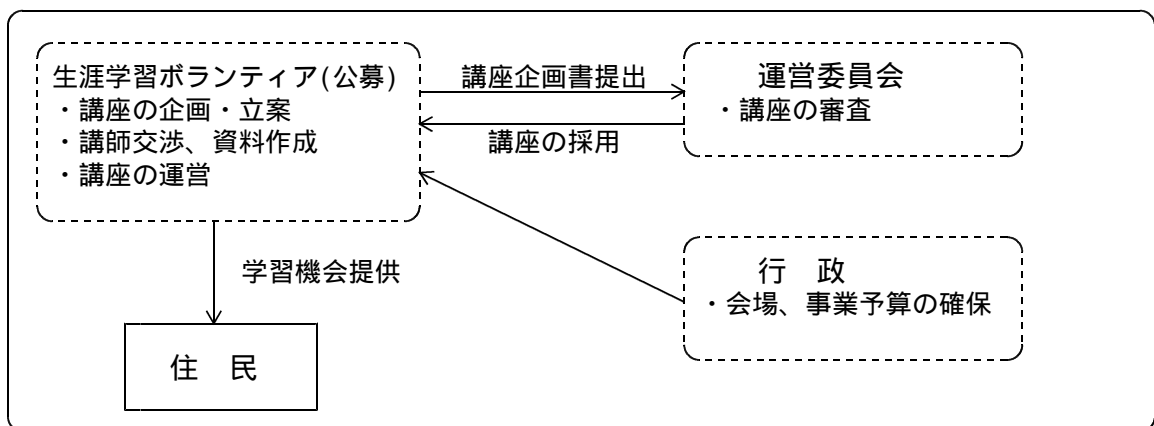 生涯学習ボランティア(公募)
・講座の企画・立案
・講師交渉、資料作成
・講座の運営
講座企画書提出
講座の採用
運営委員会
・講座の審査
学習機会提供
行　政
・会場、事業予算の確保
住　民